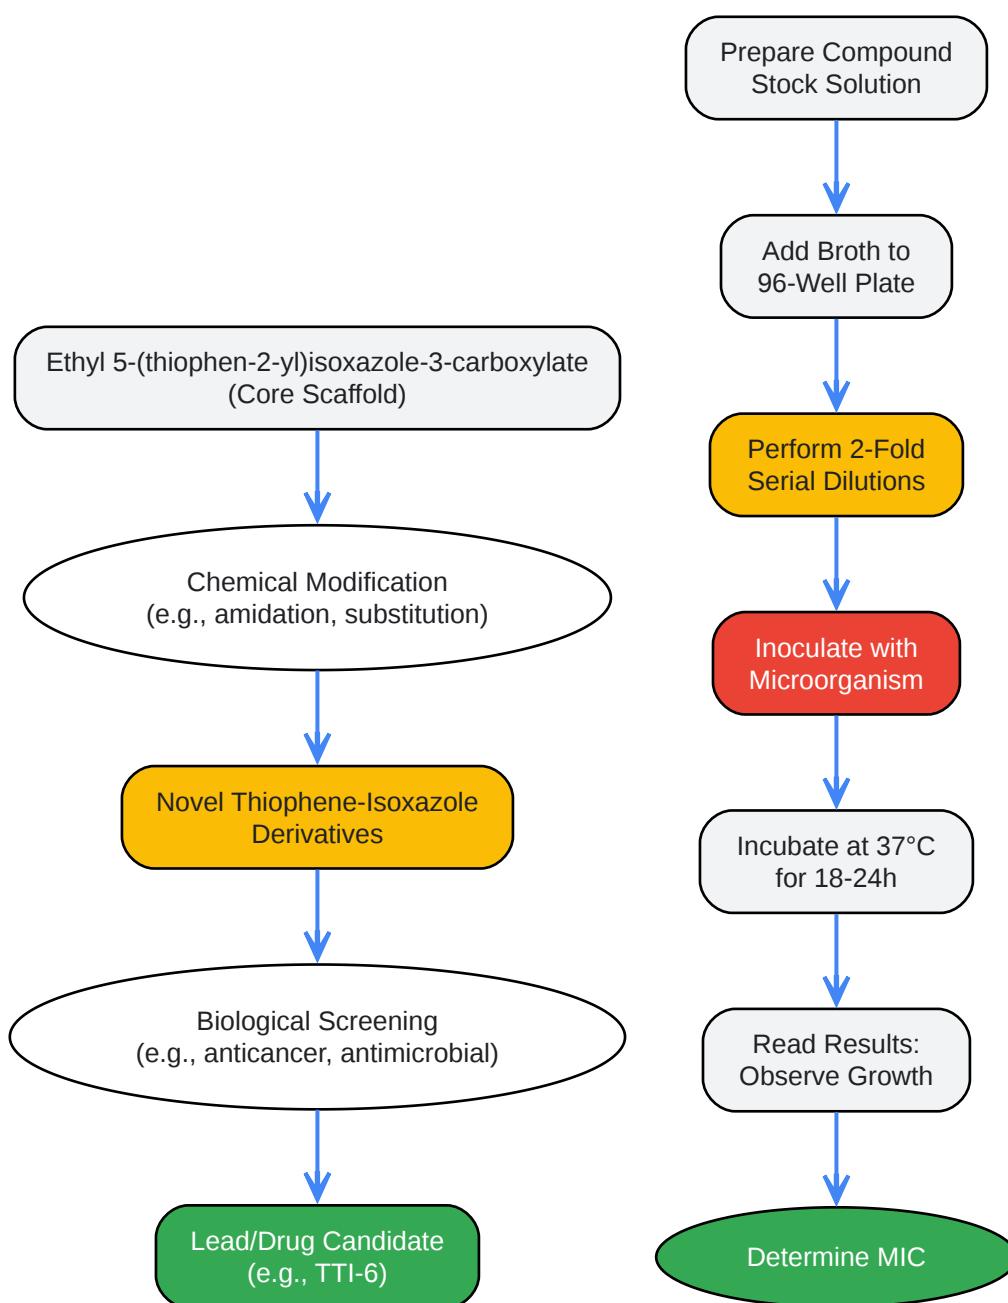 Ethyl 5-(thiophen-2-yl)isoxazole-3-carboxylate
(Core Scaffold)
Chemical Modification
(e.g., amidation, substitution)
Novel Thiophene-Isoxazole
Derivatives
Biological Screening
(e.g., anticancer, antimicrobial)
Lead/Drug Candidate
(e.g., TTI-6)
Prepare Compound
Stock Solution
Add Broth to
96-Well Plate
Perform 2-Fold
Serial Dilutions
Inoculate with
Microorganism
Incubate at 37°C
for 18-24h
Read Results:
Observe Growth
Determine MIC